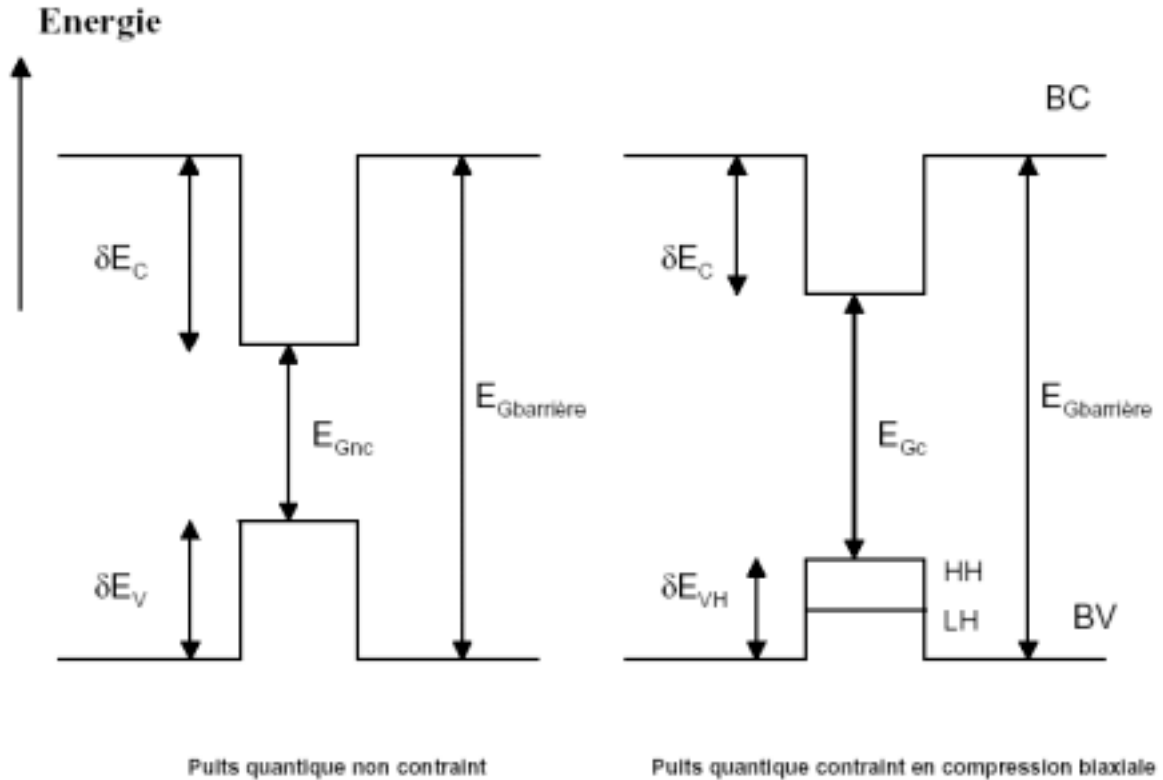 Energie
BC
δE_C
δE_C
E_Gbarrière
E_Gbarrière
E_Gnc
E_Gc
δE_V
δE_VH
HH
LH
BV
Puits quantique non contraint
Puits quantique contraint en compression biaxiale